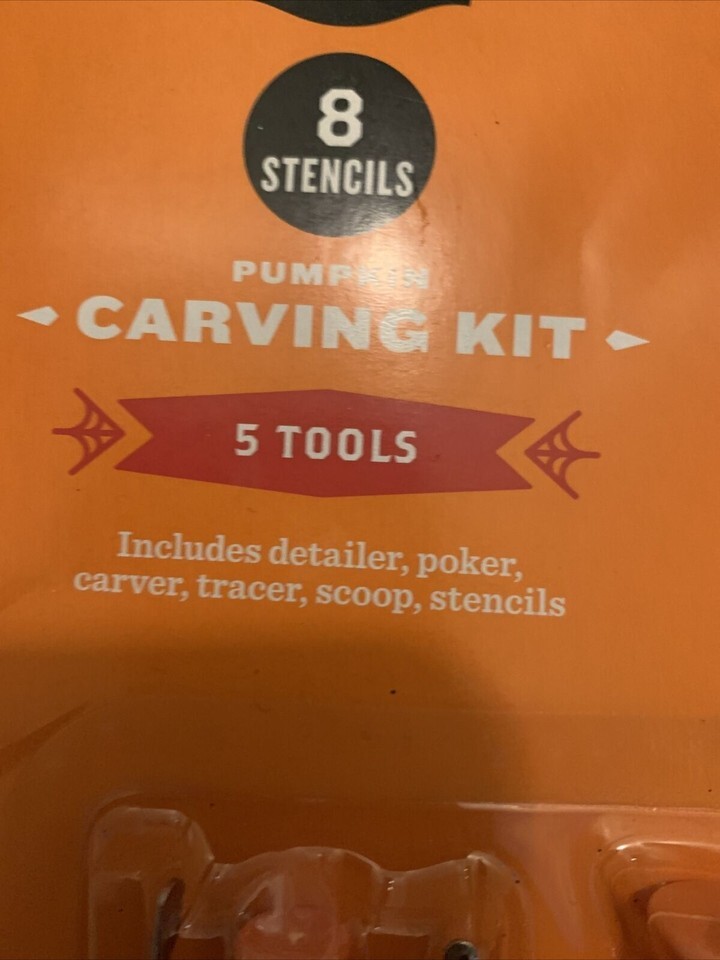 8
STENCILS
PUMPKIN
CARVING KIT
5 TOOLS
Includes detailer, poker,
carver, tracer, scoop, stencils